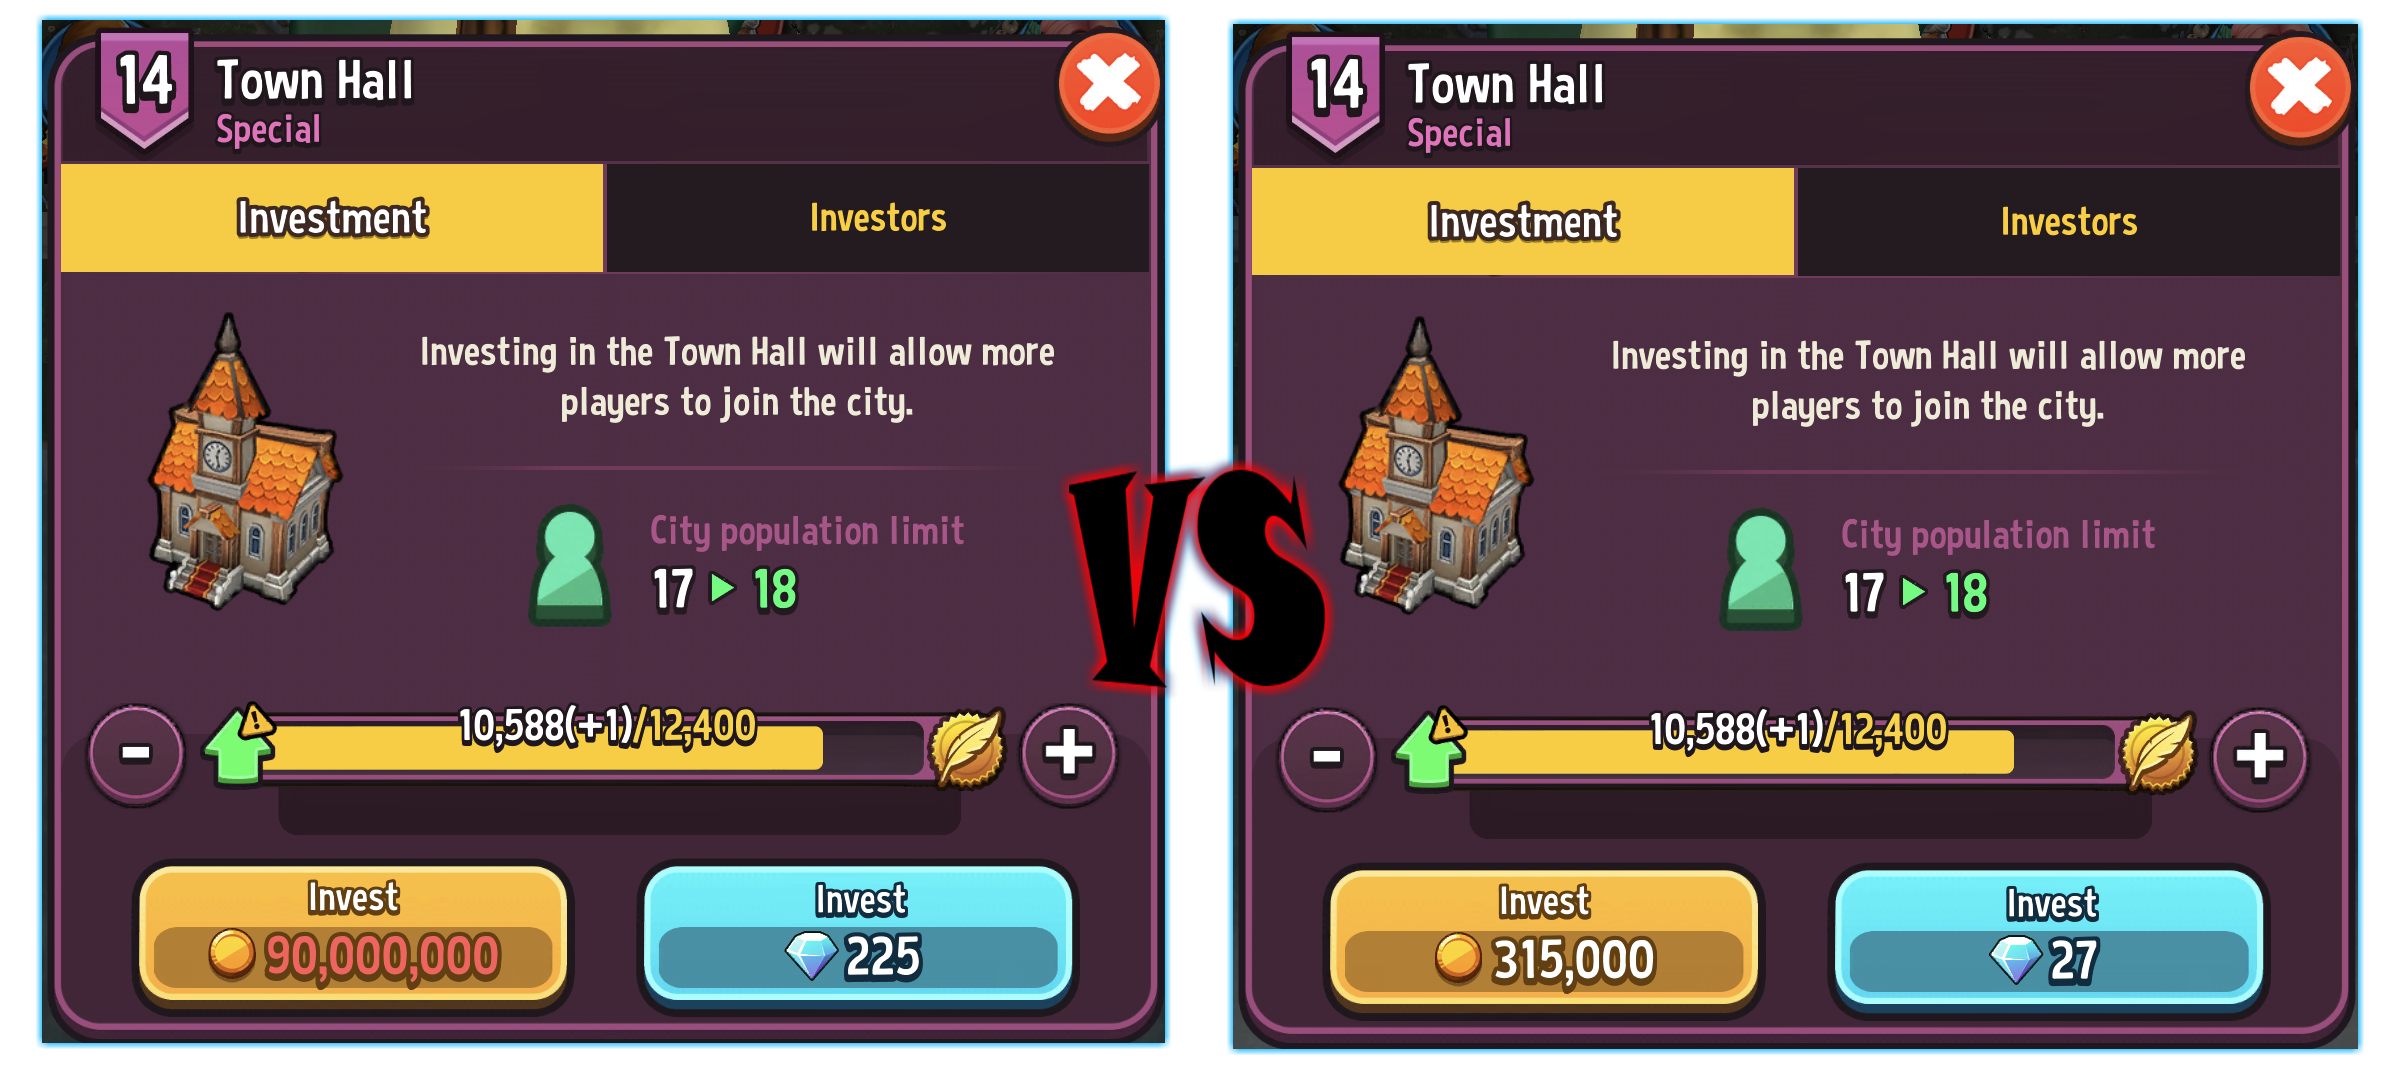 14
Town Hall
Special
Investment
Investors
Investing in the Town Hall will allow more
players to join the city.
City population limit
17 ▶ 18
-
10,588(+1)/12,400
+
Invest
90,000,000
Invest
225
VS
14
Town Hall
Special
Investment
Investors
Investing in the Town Hall will allow more
players to join the city.
City population limit
17 ▶ 18
-
10,588(+1)/12,400
+
Invest
315,000
Invest
27